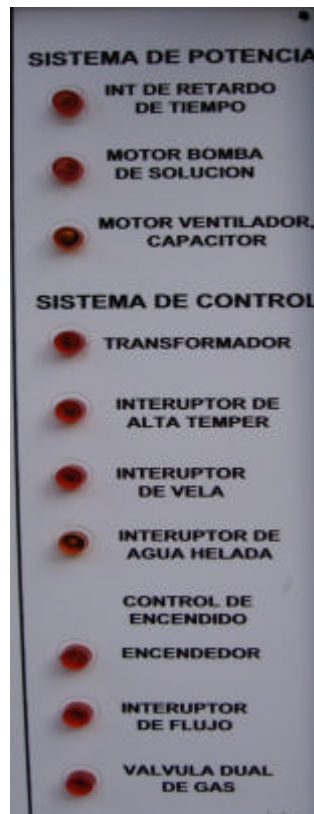 SISTEMA DE POTENCIA
INT DE RETARDO
DE TIEMPO
MOTOR BOMBA
DE SOLUCION
MOTOR VENTILADOR,
CAPACITOR
SISTEMA DE CONTROL
TRANSFORMADOR
INTERUPTOR DE
ALTA TEMPER
INTERUPTOR
DE VELA
INTERUPTOR DE
AGUA HELADA
CONTROL DE
ENCENDIDO
ENCENDEDOR
INTERUPTOR
DE FLUJO
VALVULA DUAL
DE GAS